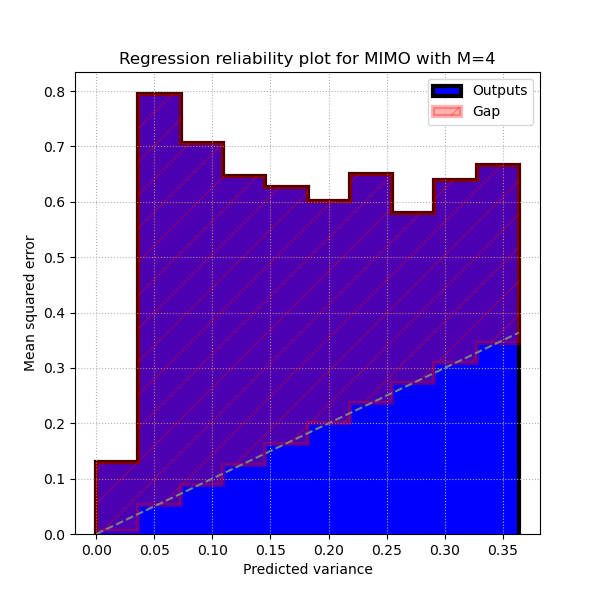 Regression reliability plot for MIMO with M=4
Outputs
Gap
0.8
0.7
0.6
0.5
0.4
0.3
0.2
0.1
0.0
Mean squared error
0.00 0.05 0.10 0.15 0.20 0.25 0.30 0.35
Predicted variance